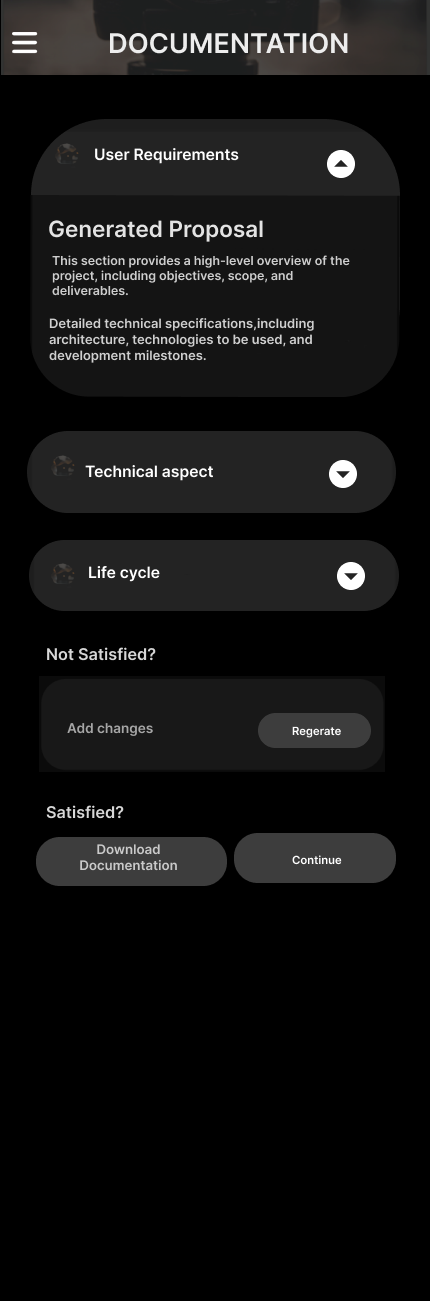 DOCUMENTATION
User Requirements
Generated Proposal
This section provides a high-level overview of the
project, including objectives, scope, and
deliverables.
Detailed technical specifications,including
architecture, technologies to be used, and
development milestones.
Technical aspect
Life cycle
Not Satisfied?
Add changes
Regerate
Satisfied?
Download
Documentation
Continue